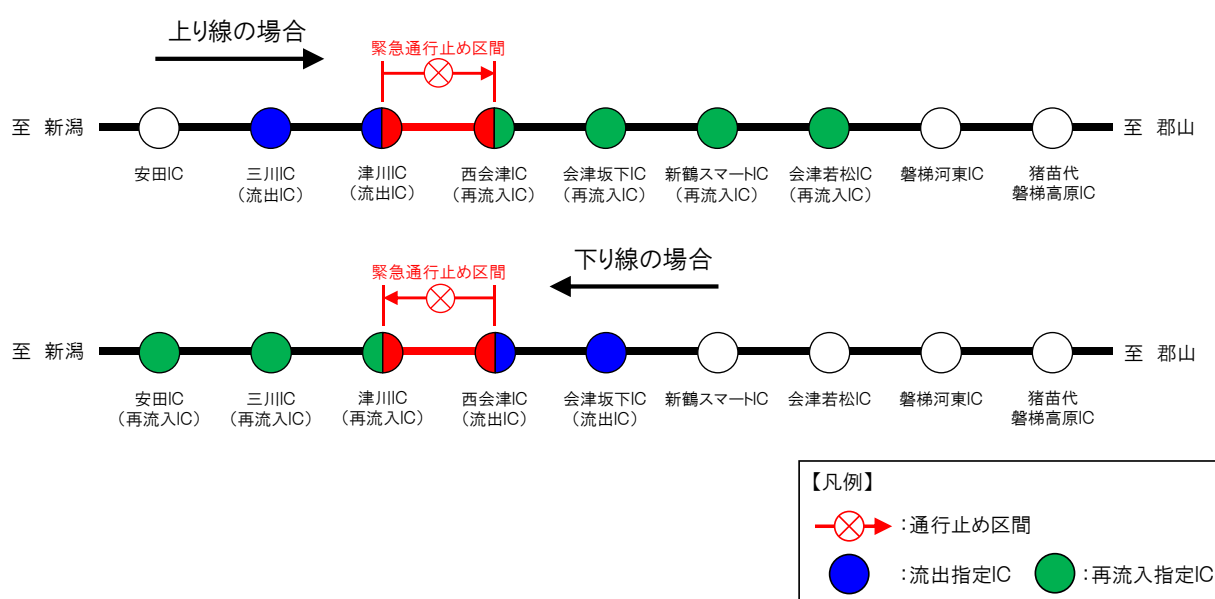 上り線の場合
緊急通行止め区間
至 新潟
至 郡山
安田IC
三川IC
(流出IC)
津川IC
(流出IC)
西会津IC
(再流入IC)
会津坂下IC
(再流入IC)
新鶴スマートIC
(再流入IC)
会津若松IC
(再流入IC)
磐梯河東IC
猪苗代
磐梯高原IC
下り線の場合
緊急通行止め区間
至 新潟
至 郡山
安田IC
(再流入IC)
三川IC
(再流入IC)
津川IC
(再流入IC)
西会津IC
(流出IC)
会津坂下IC
(流出IC)
新鶴スマートIC
会津若松IC
磐梯河東IC
猪苗代
磐梯高原IC
【凡例】
:通行止め区間
:流出指定IC
:再流入指定IC